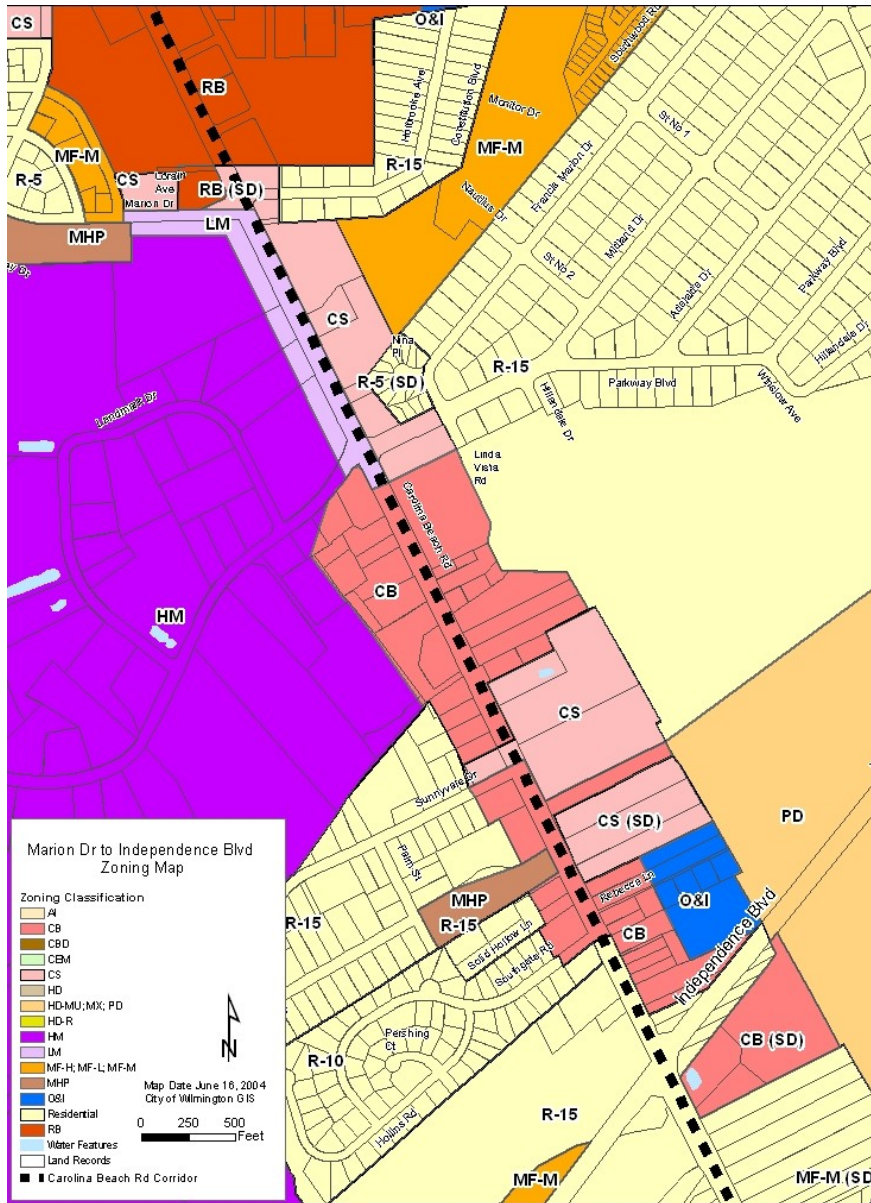 CS
O&I
RB
Southwood Rd
Holbrooke Ave
Constitution Blvd
Monitor Dr
St No 1
MF-M
R-15
MF-M
R-5
CS
Loraine
Ave
RB (SD)
Marion Dr
Nautilus Dr
Francis Marion Dr
LM
MHP
St No 2
Midland Dr
Parkway Blvd
Adelaide Dr
CS
Nina
Pl
Hillandale Dr
R-5 (SD)
R-15
Parkway Blvd
Winslow Ave
Hillandale Dr
Landmark Dr
Linda
Vista
Rd
Carolina Beach Rd
CB
HM
CS
Sunnyvale Dr
PD
CS (SD)
Palm St
Rebecca Ln
MHP
O&I
R-15
R-15
CB
Solid Hollow Ln
Southgate Rd
Independence Blvd
Pershing
Ct
CB (SD)
R-10
R-15
Hollins Rd
MF-M
MF-M (SD
Marion Dr to Independence Blvd
Zoning Map
Zoning Classification
AI
CB
CBD
CEM
CS
HD
HD-MU; MX; PD
HD-R
HM
LM
MF-H; MF-L; MF-M
MHP
O&I
Residential
RB
Water Features
Land Records
Carolina Beach Rd Corridor
N
Map Date June 16, 2004
City of Wilmington GIS
0 250 500
Feet